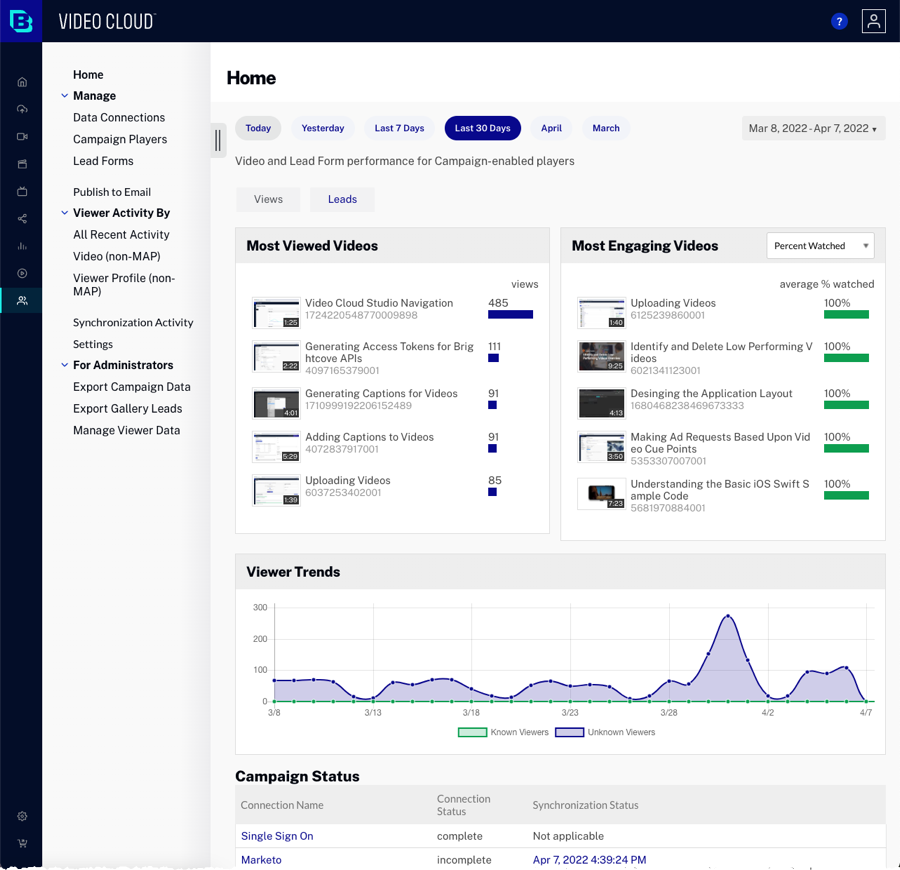 VIDEO CLOUD™
?
Home
Manage
Data Connections
Campaign Players
Lead Forms
Publish to Email
Viewer Activity By
All Recent Activity
Video (non-MAP)
Viewer Profile (non-
MAP)
Synchronization Activity
Settings
For Administrators
Export Campaign Data
Export Gallery Leads
Manage Viewer Data
Home
Today Yesterday Last 7 Days Last 30 Days April March Mar 8, 2022 - Apr 7, 2022
Video and Lead Form performance for Campaign-enabled players
Views Leads
Most Viewed Videos
views
1:25 Video Cloud Studio Navigation 485
1724220548770009898
2:22 Generating Access Tokens for Brig 111
htcove APIs
4097165379001
4:01 Generating Captions for Videos 91
1710999192206152489
5:29 Adding Captions to Videos 91
4072837917001
1:39 Uploading Videos 85
6037253402001
Most Engaging Videos Percent Watched
average % watched
1:40 Uploading Videos 100%
6125239860001
9:25 Identify and Delete Low Performing V 100%
ideos
6021341123001
4:13 Desinging the Application Layout 100%
1680468238469673333
3:50 Making Ad Requests Based Upon Vid 100%
eo Cue Points
5353307007001
7:23 Understanding the Basic iOS Swift S 100%
ample Code
5681970884001
Viewer Trends
300
200
100
0
3/8 3/13 3/18 3/23 3/28 4/2 4/7
Known Viewers Unknown Viewers
Campaign Status
Connection Name Connection Synchronization Status
Status
Single Sign On complete Not applicable
Marketo incomplete Apr 7, 2022 4:39:24 PM